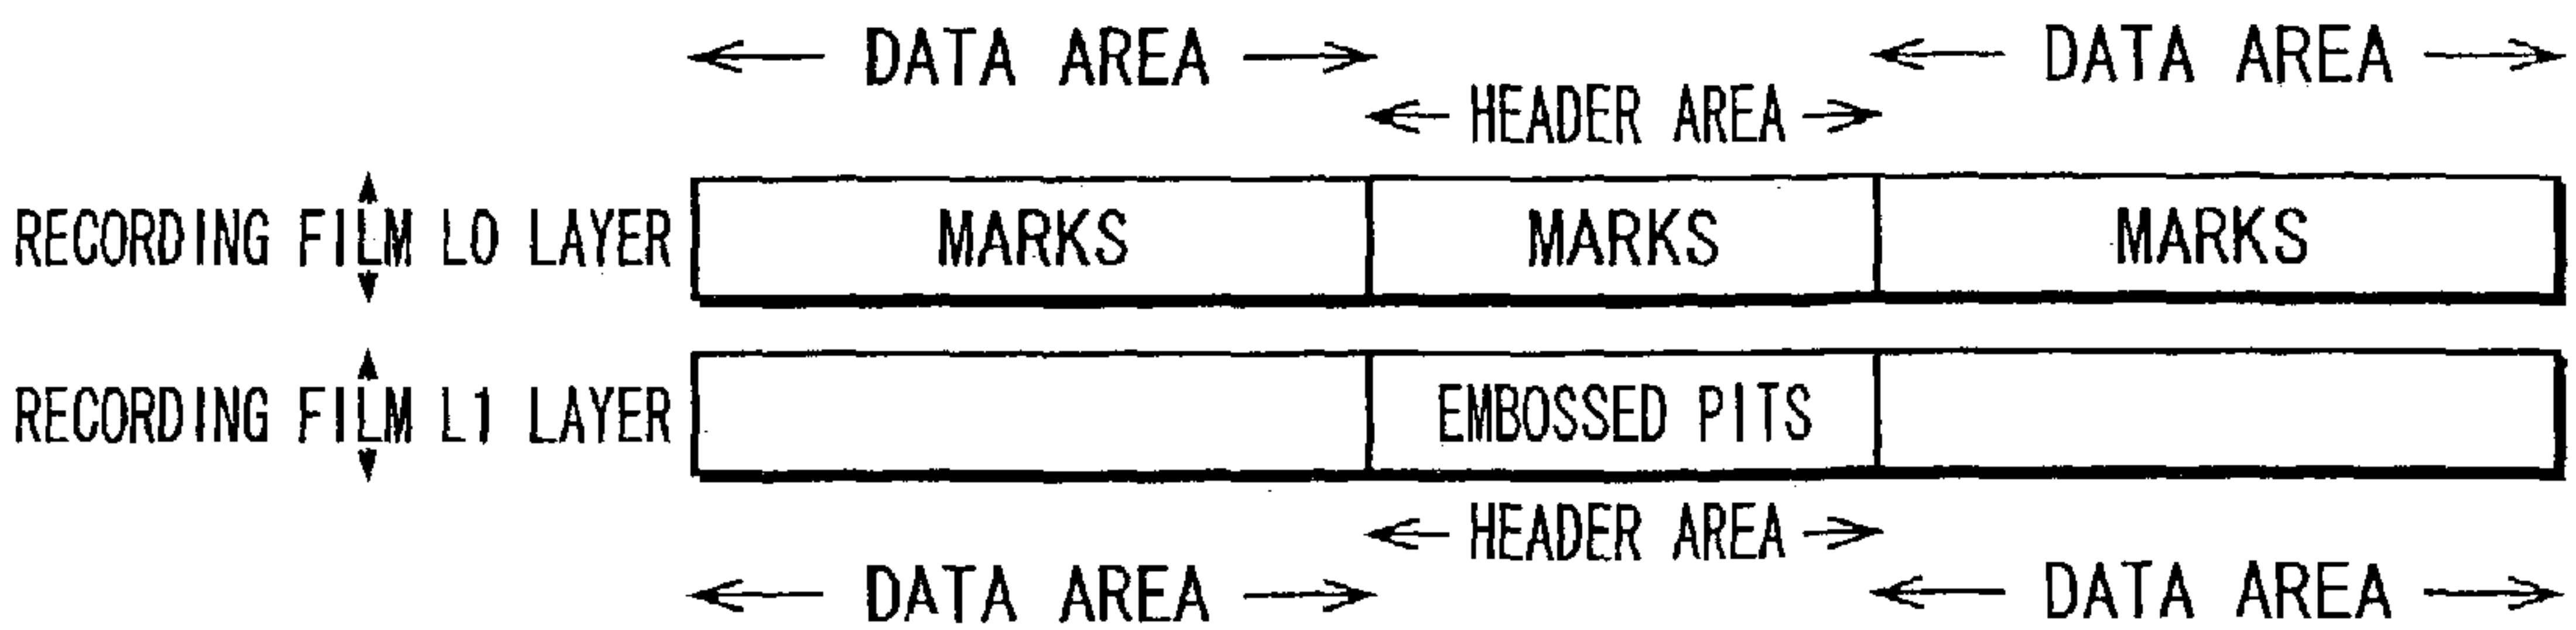 DATA AREA DATA AREA
HEADER AREA
RECORDING FILM L0 LAYER MARKS MARKS MARKS
RECORDING FILM L1 LAYER EMBOSSED PITS
HEADER AREA
DATA AREA DATA AREA